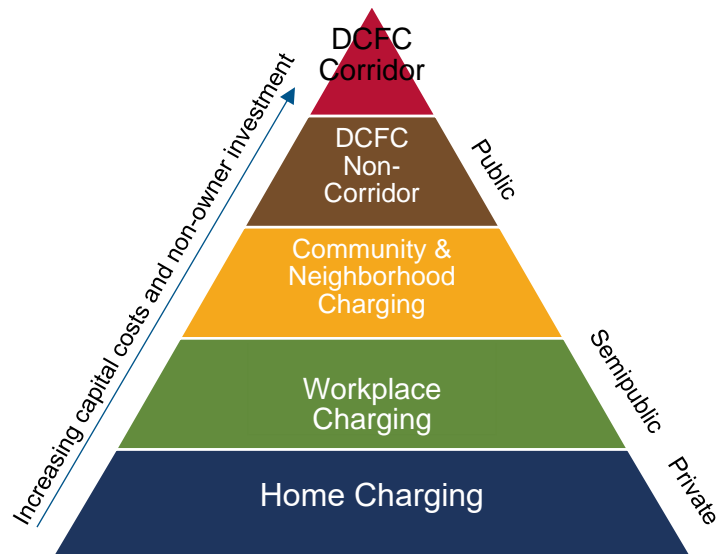 DCFC
Corridor
DCFC
Non-
Corridor
Public
Community &
Neighborhood
Charging
Semipublic
Workplace
Charging
Private
Home Charging
Increasing capital costs and non-owner investment